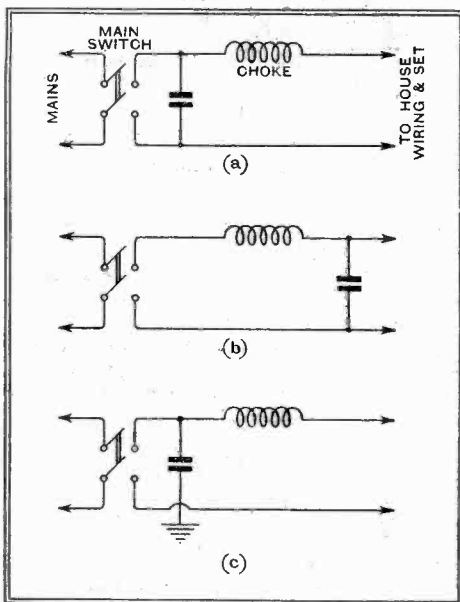 MAIN
SWITCH
MAINS
CHOKE
TO HOUSE
WIRING & SET
(a)
(b)
(c)